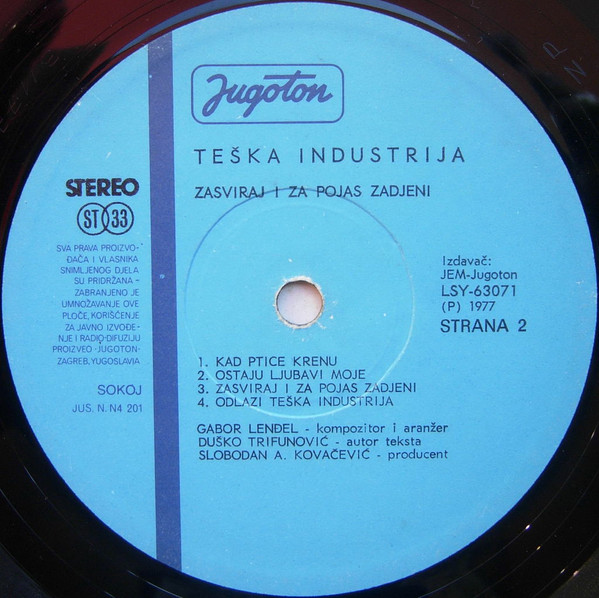 Jugoton
TEŠKA INDUSTRIJA
ZASVIRAJ I ZA POJAS ZADJENI
STEREO
ST 33
SVA PRAVA PROIZVO-
ĐAČA I VLASNIKA
SNIMLJENOG DJELA
SU PRIDRŽANA -
ZABRANJENO JE
UMNOŽAVANJE OVE
PLOČE, KORIŠĆENJE
ZA JAVNO IZVOĐE-
NJE I RADIO-DIFUZIJU
PROIZVEO ·JUGOTON·
ZAGREB, YUGOSLAVIA
SOKOJ
JUS. N. N4 201
Izdavač:
JEM-Jugoton
LSY-63071
(P) 1977
STRANA 2
1. KAD PTICE KRENU
2. OSTAJU LJUBAVI MOJE
3. ZASVIRAJ I ZA POJAS ZADJENI
4. ODLAZI TEŠKA INDUSTRIJA
GABOR LENĐEL - kompozitor i aranžer
DUŠKO TRIFUNOVIĆ - autor teksta
SLOBODAN A. KOVAČEVIĆ - producent